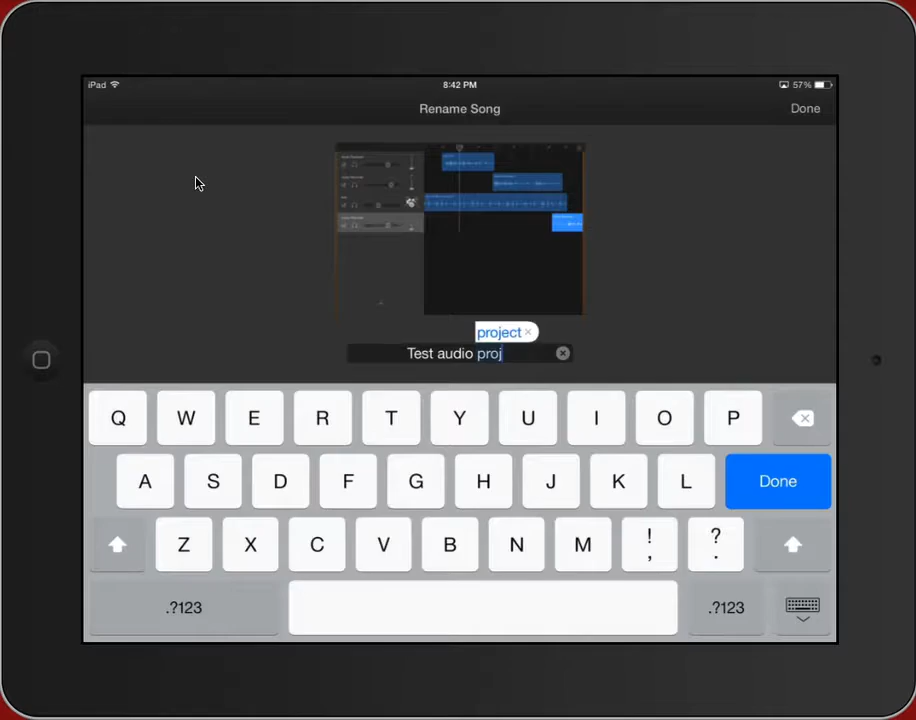 iPad 8:42 PM 57%
Rename Song Done
project ×
Test audio proj
Q W E R T Y U I O P
A S D F G H J K L Done
Z X C V B N M ! , ? .
.?123 .?123